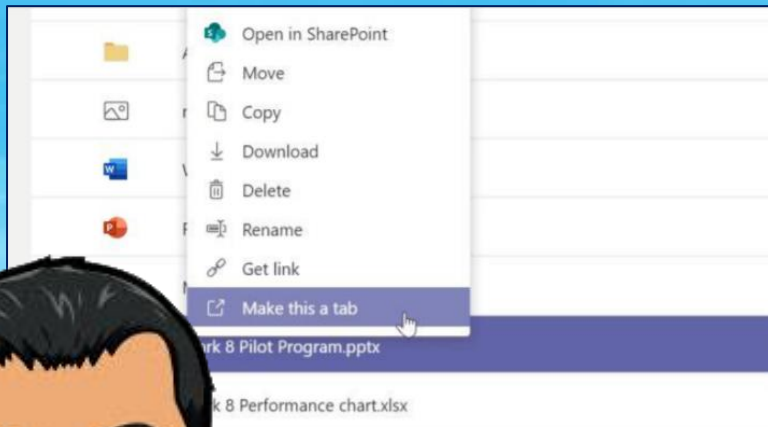 Open in SharePoint
Move
Copy
Download
Delete
Rename
Get link
Make this a tab
8 Pilot Program.pptx
8 Performance chart.xlsx